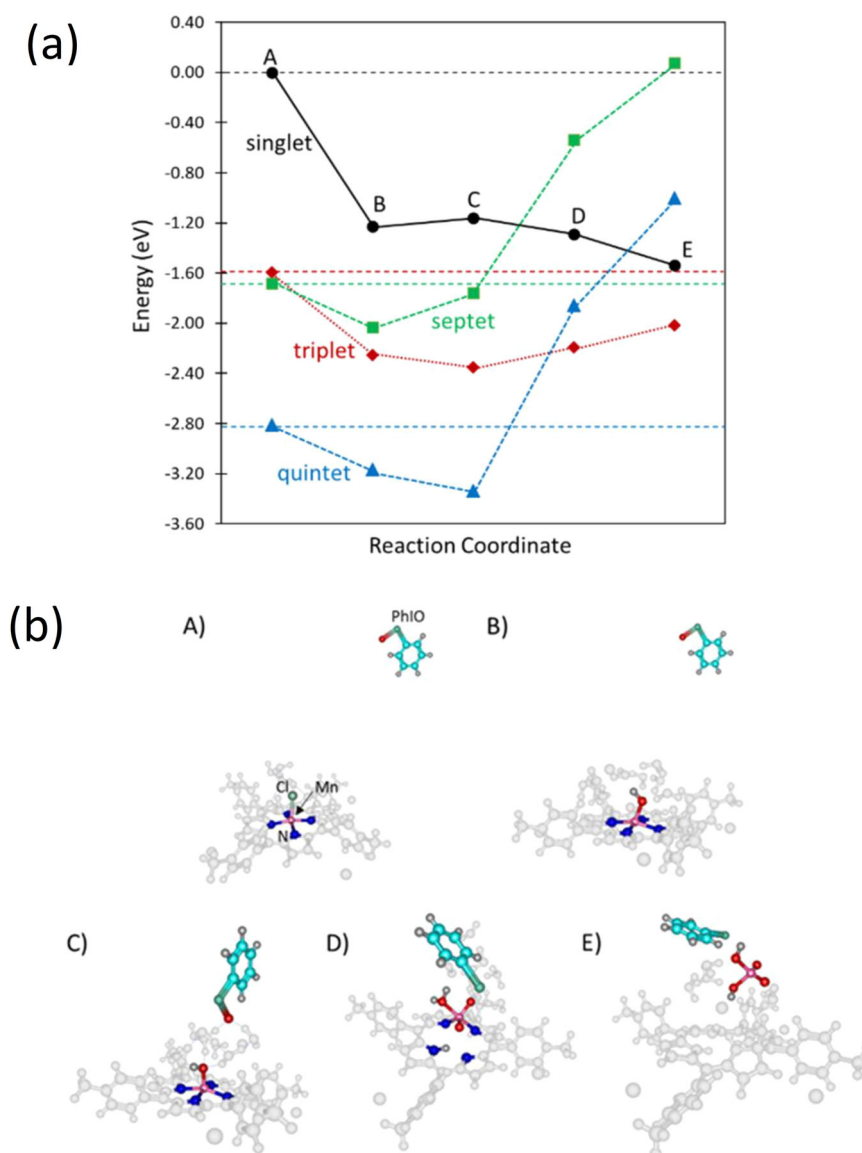 (a)
0.40
0.00
-0.40
-0.80
-1.20
-1.60
-2.00
-2.40
-2.80
-3.20
-3.60
Energy (eV)
A
singlet
B
C
D
E
septet
triplet
quintet
Reaction Coordinate
(b)
A)
PhIO
B)
Cl
Mn
N
C)
D)
E)